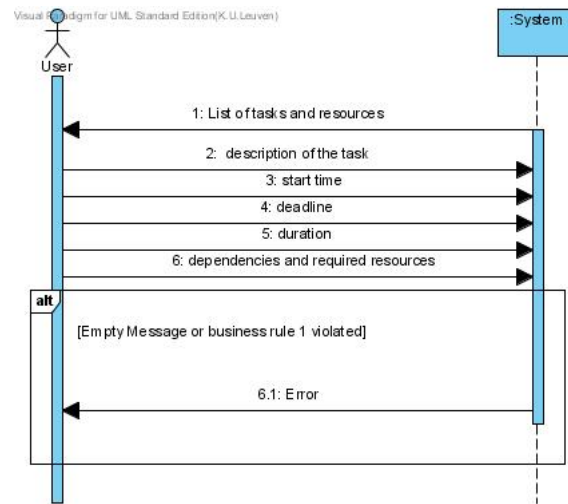 Visual Paradigm for UML Standard Edition(K.U.Leuven)
:System
User
1: List of tasks and resources
2: description of the task
3: start time
4: deadline
5: duration
6: dependencies and required resources
alt
[Empty Message or business rule 1 violated]
6.1: Error